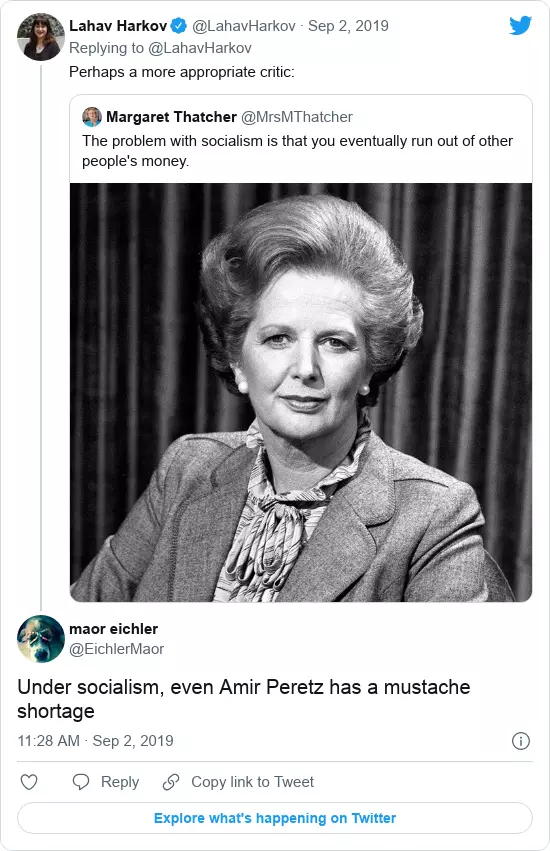 Lahav Harkov @LahavHarkov · Sep 2, 2019
Replying to @LahavHarkov
Perhaps a more appropriate critic:
Margaret Thatcher @MrsMThatcher
The problem with socialism is that you eventually run out of other
people's money.
maor eichler
@EichlerMaor
Under socialism, even Amir Peretz has a mustache
shortage
11:28 AM · Sep 2, 2019
Reply
Copy link to Tweet
Explore what's happening on Twitter